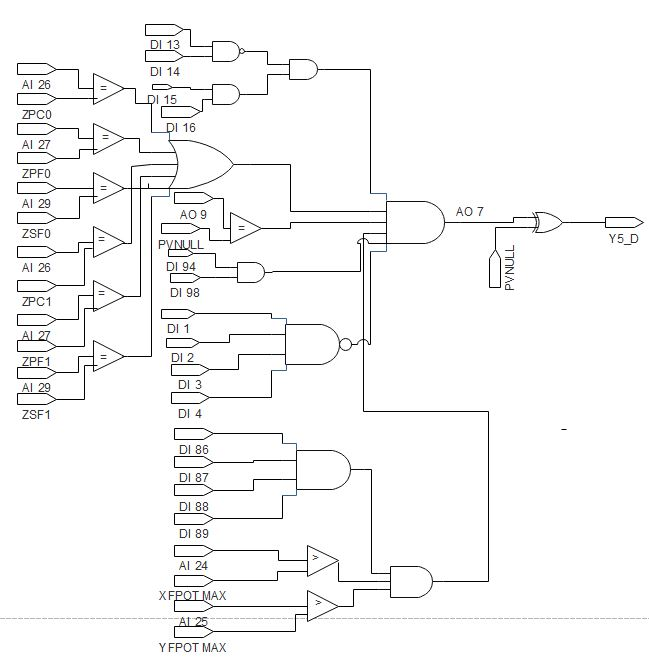 DI 13
DI 14
DI 15
DI 16
AI 26
ZPC0
AI 27
ZPF0
AI 29
ZSF0
AI 26
ZPC1
AI 27
ZPF1
AI 29
ZSF1
=
=
=
=
=
=
AO 9
PVNULL
=
DI 94
DI 98
DI 1
DI 2
DI 3
DI 4
DI 86
DI 87
DI 88
DI 89
AI 24
XFPOT MAX
>
AI 25
YFPOT MAX
>
AO 7
PVNULL
Y5_D